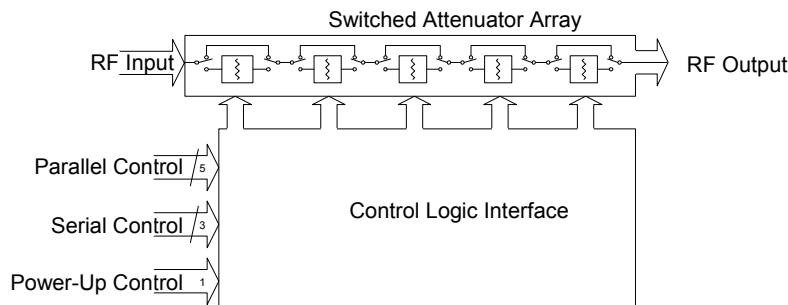 Switched Attenuator Array
RF Input
RF Output
Parallel Control 5
Control Logic Interface
Serial Control 3
Power-Up Control 1